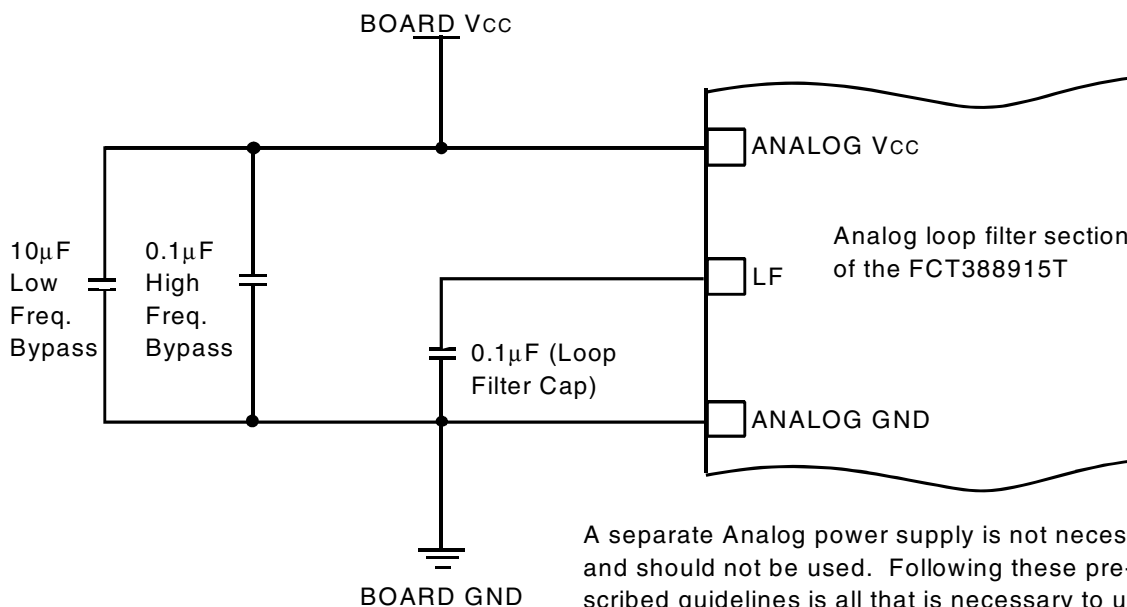 BOARD VCC
ANALOG VCC
10μF
Low
Freq.
Bypass
0.1μF
High
Freq.
Bypass
Analog loop filter section
of the FCT388915T
LF
0.1μF (Loop
Filter Cap)
ANALOG GND
BOARD GND
A separate Analog power supply is not neces
and should not be used. Following these pre-
scribed guidelines is all that is necessary to u